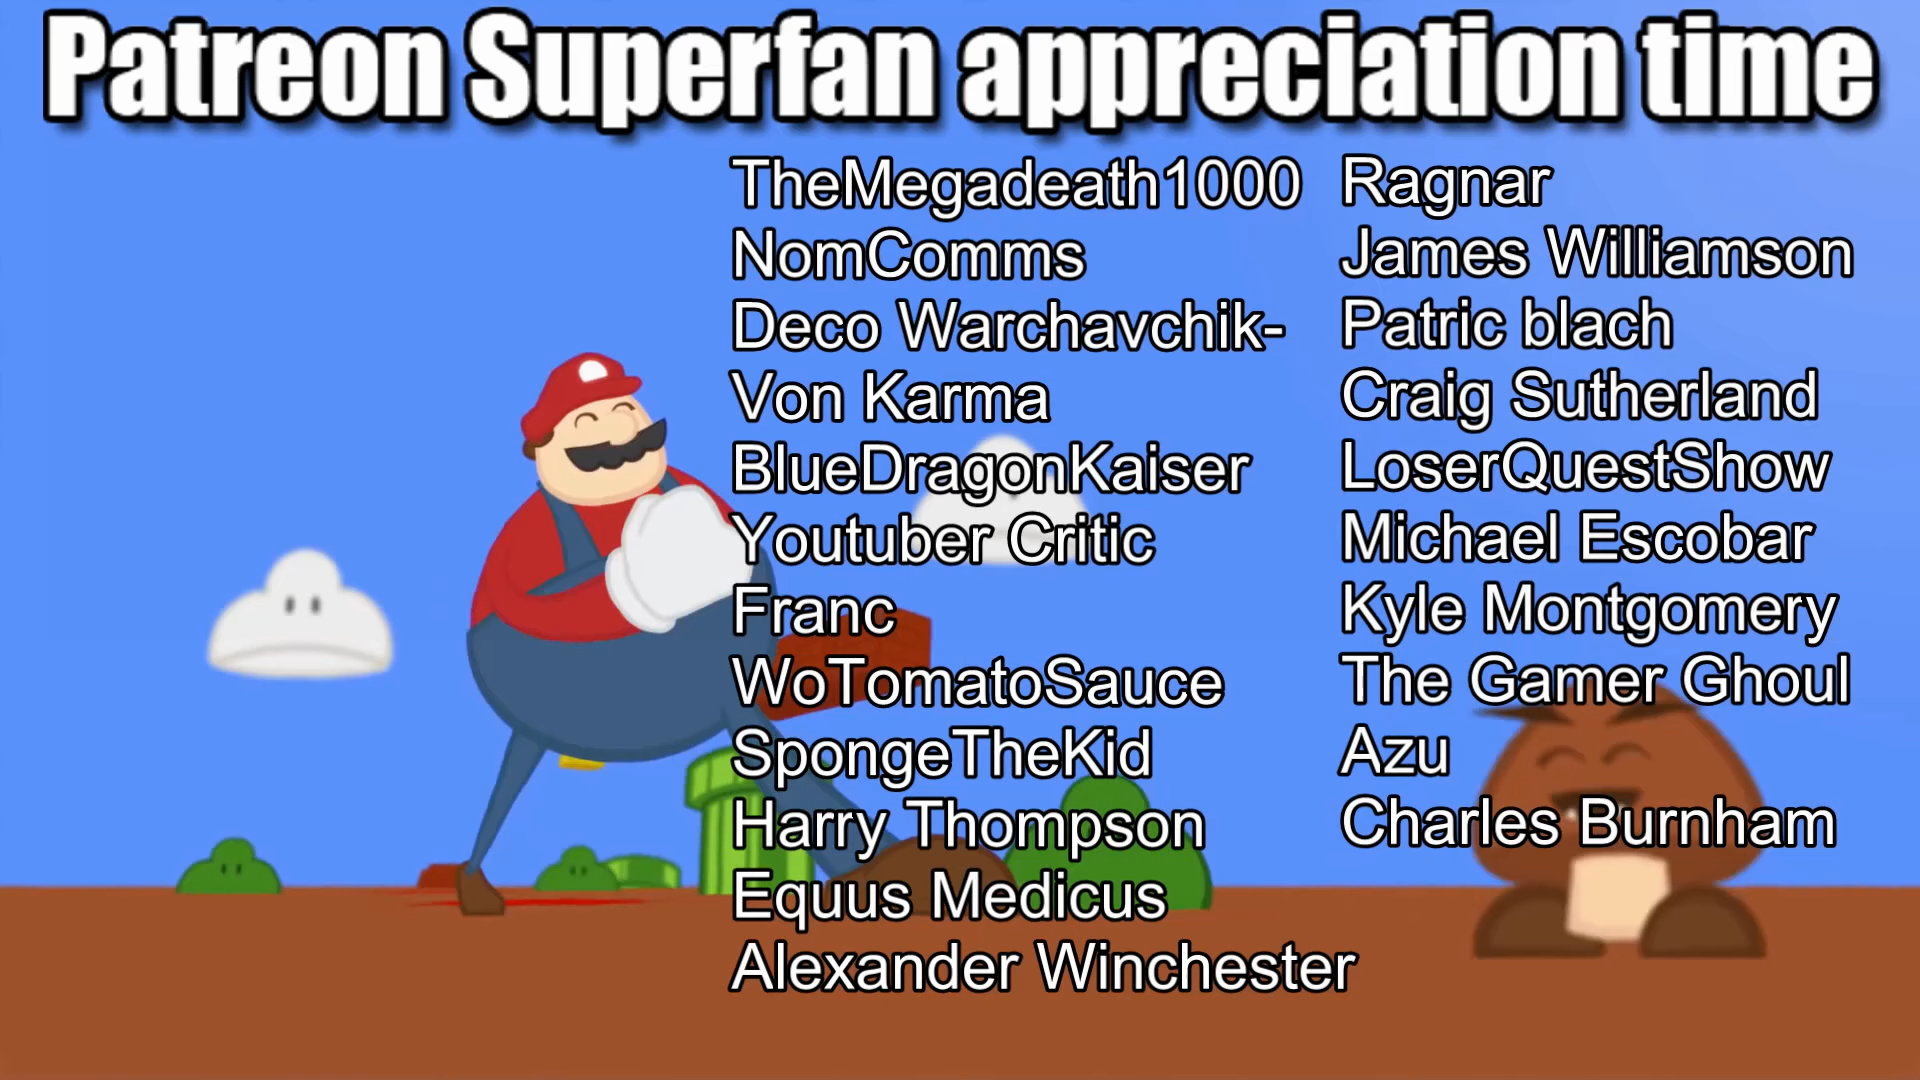 Patreon Superfan appreciation time
TheMegadeath1000
NomComms
Deco Warchavchik-
Von Karma
BlueDragonKaiser
Youtuber Critic
Franc
WoTomatoSauce
SpongeTheKid
Harry Thompson
Equus Medicus
Alexander Winchester
Ragnar
James Williamson
Patric blach
Craig Sutherland
LoserQuestShow
Michael Escobar
Kyle Montgomery
The Gamer Ghoul
Azu
Charles Burnham